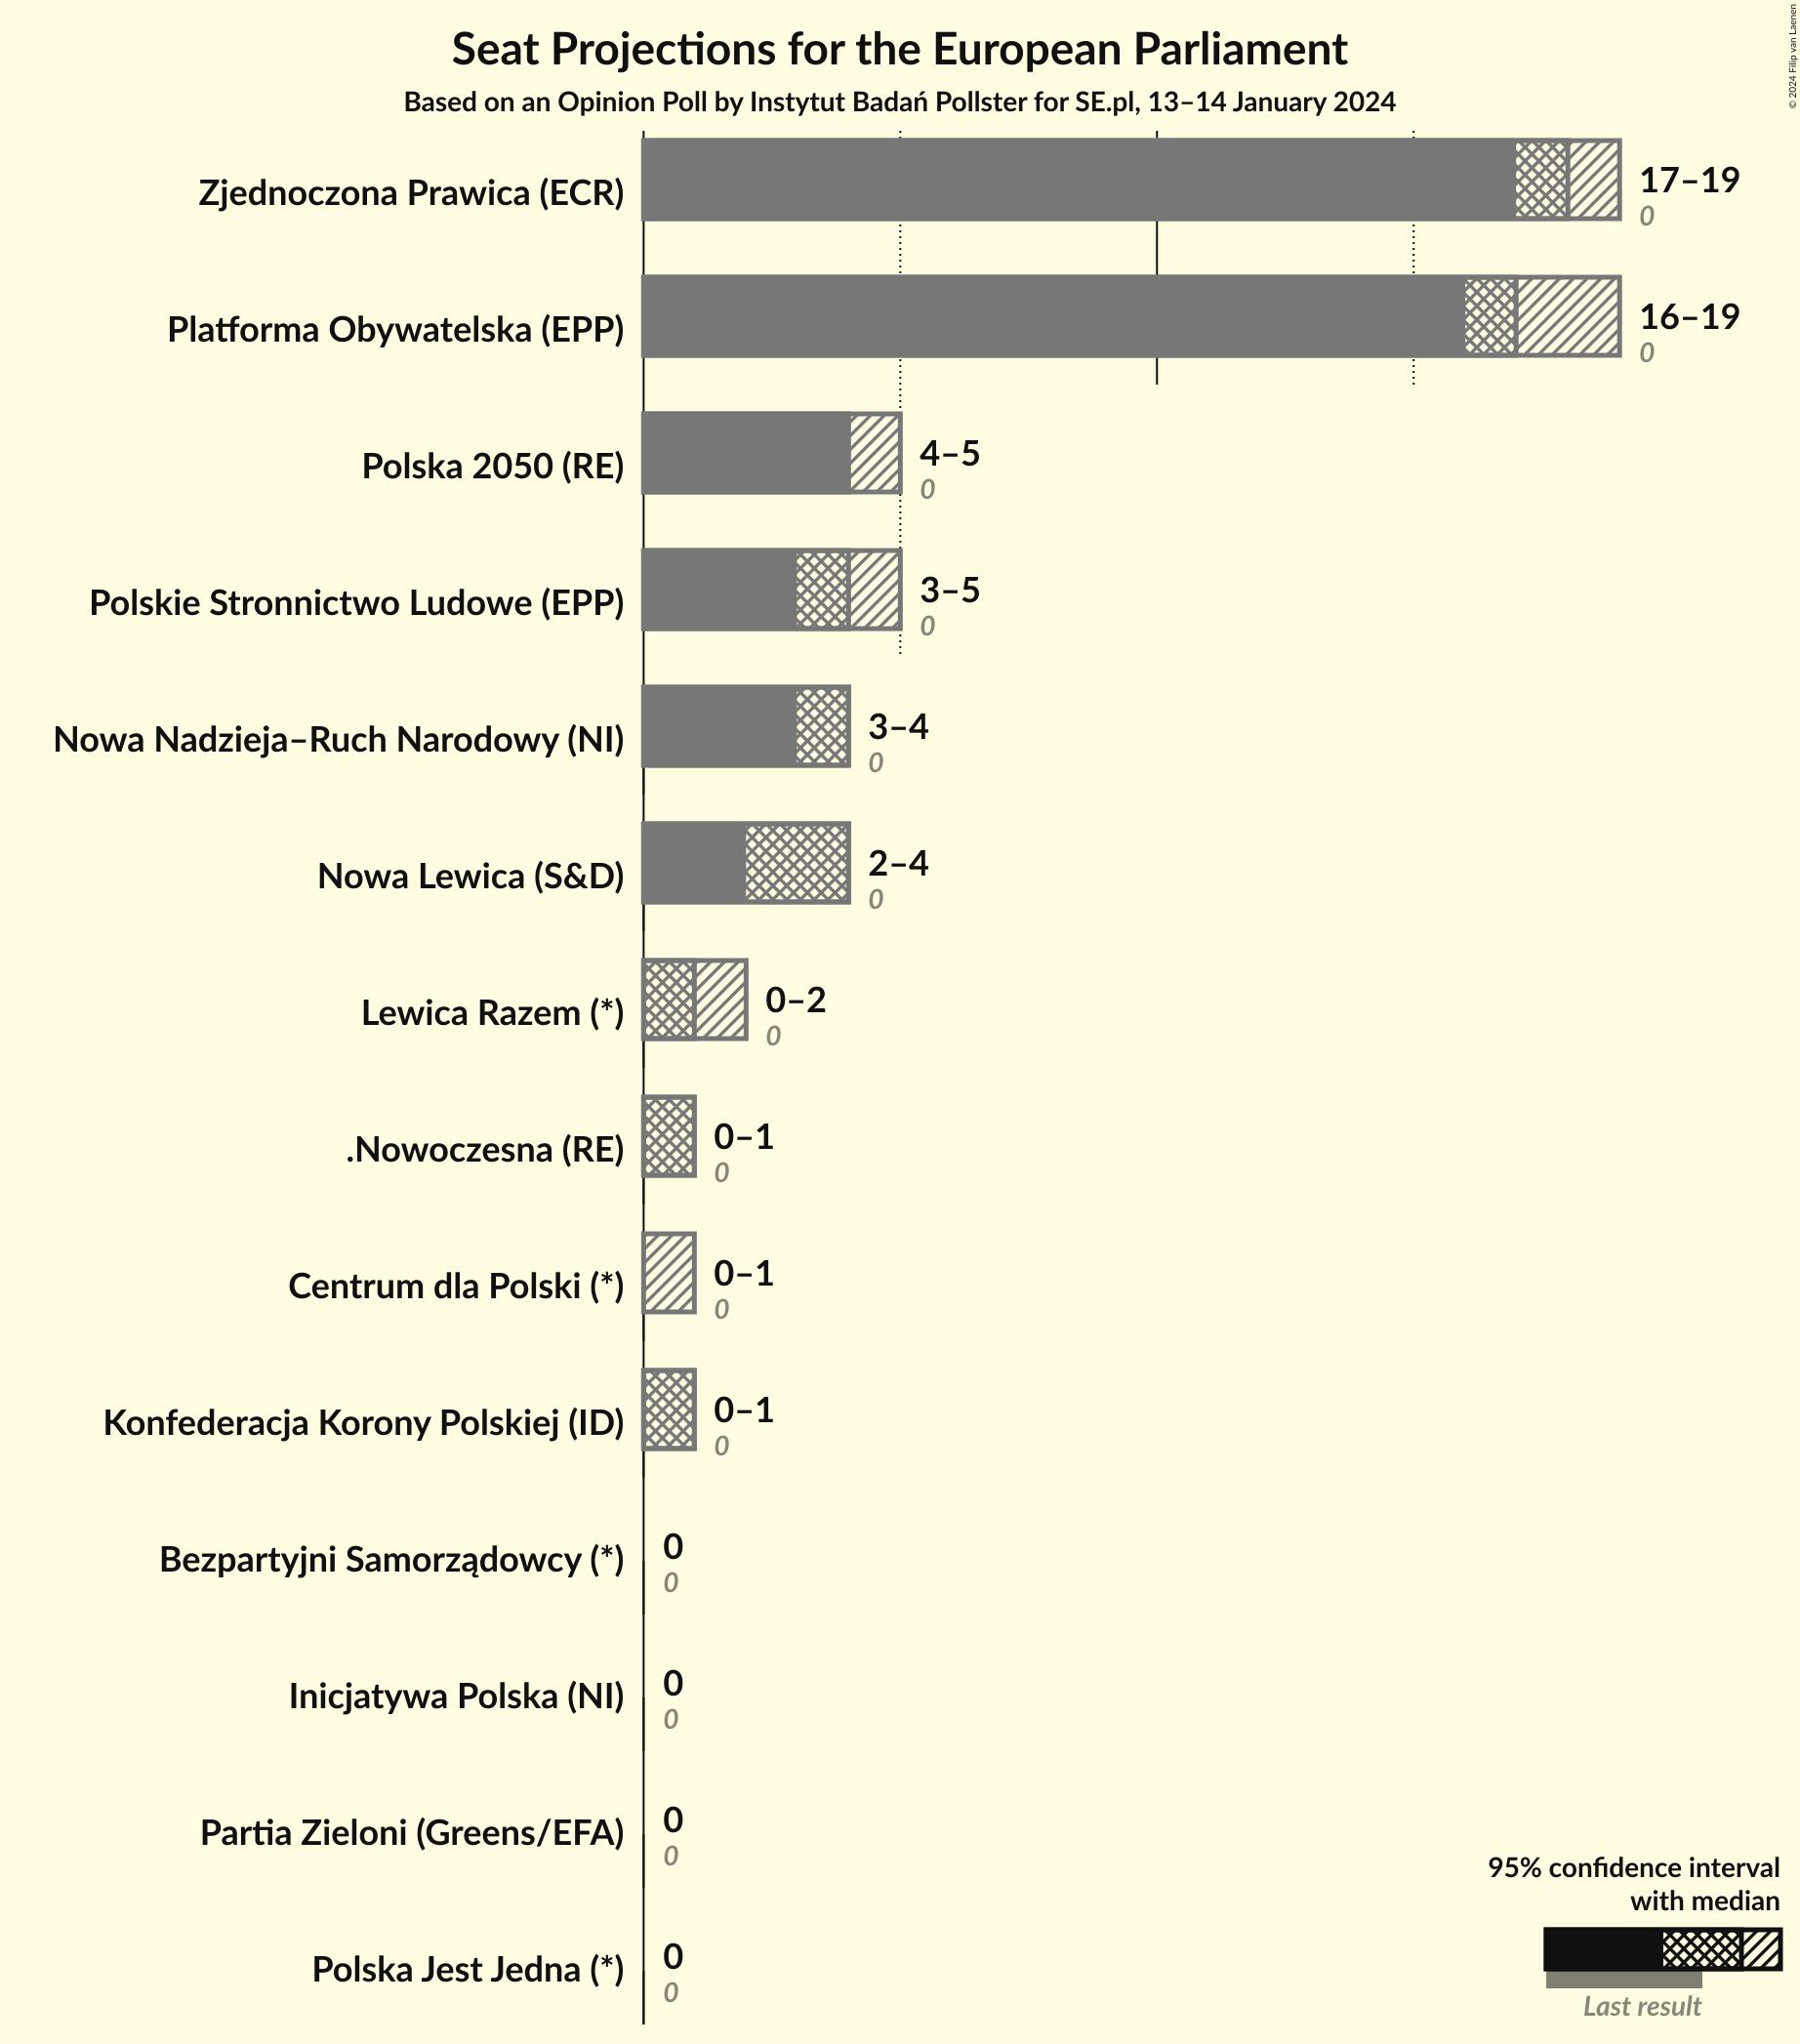 Seat Projections for the European Parliament
Based on an Opinion Poll by Instytut Badań Pollster for SE.pl, 13–14 January 2024
© 2024 Filip van Laenen
Zjednoczona Prawica (ECR)
17–19
0
Platforma Obywatelska (EPP)
16–19
0
Polska 2050 (RE)
4–5
0
Polskie Stronnictwo Ludowe (EPP)
3–5
0
Nowa Nadzieja–Ruch Narodowy (NI)
3–4
0
Nowa Lewica (S&D)
2–4
0
Lewica Razem (*)
0–2
0
.Nowoczesna (RE)
0–1
0
Centrum dla Polski (*)
0–1
0
Konfederacja Korony Polskiej (ID)
0–1
0
Bezpartyjni Samorządowcy (*)
0
0
Inicjatywa Polska (NI)
0
0
Partia Zieloni (Greens/EFA)
0
0
Polska Jest Jedna (*)
0
0
95% confidence interval
with median
Last result